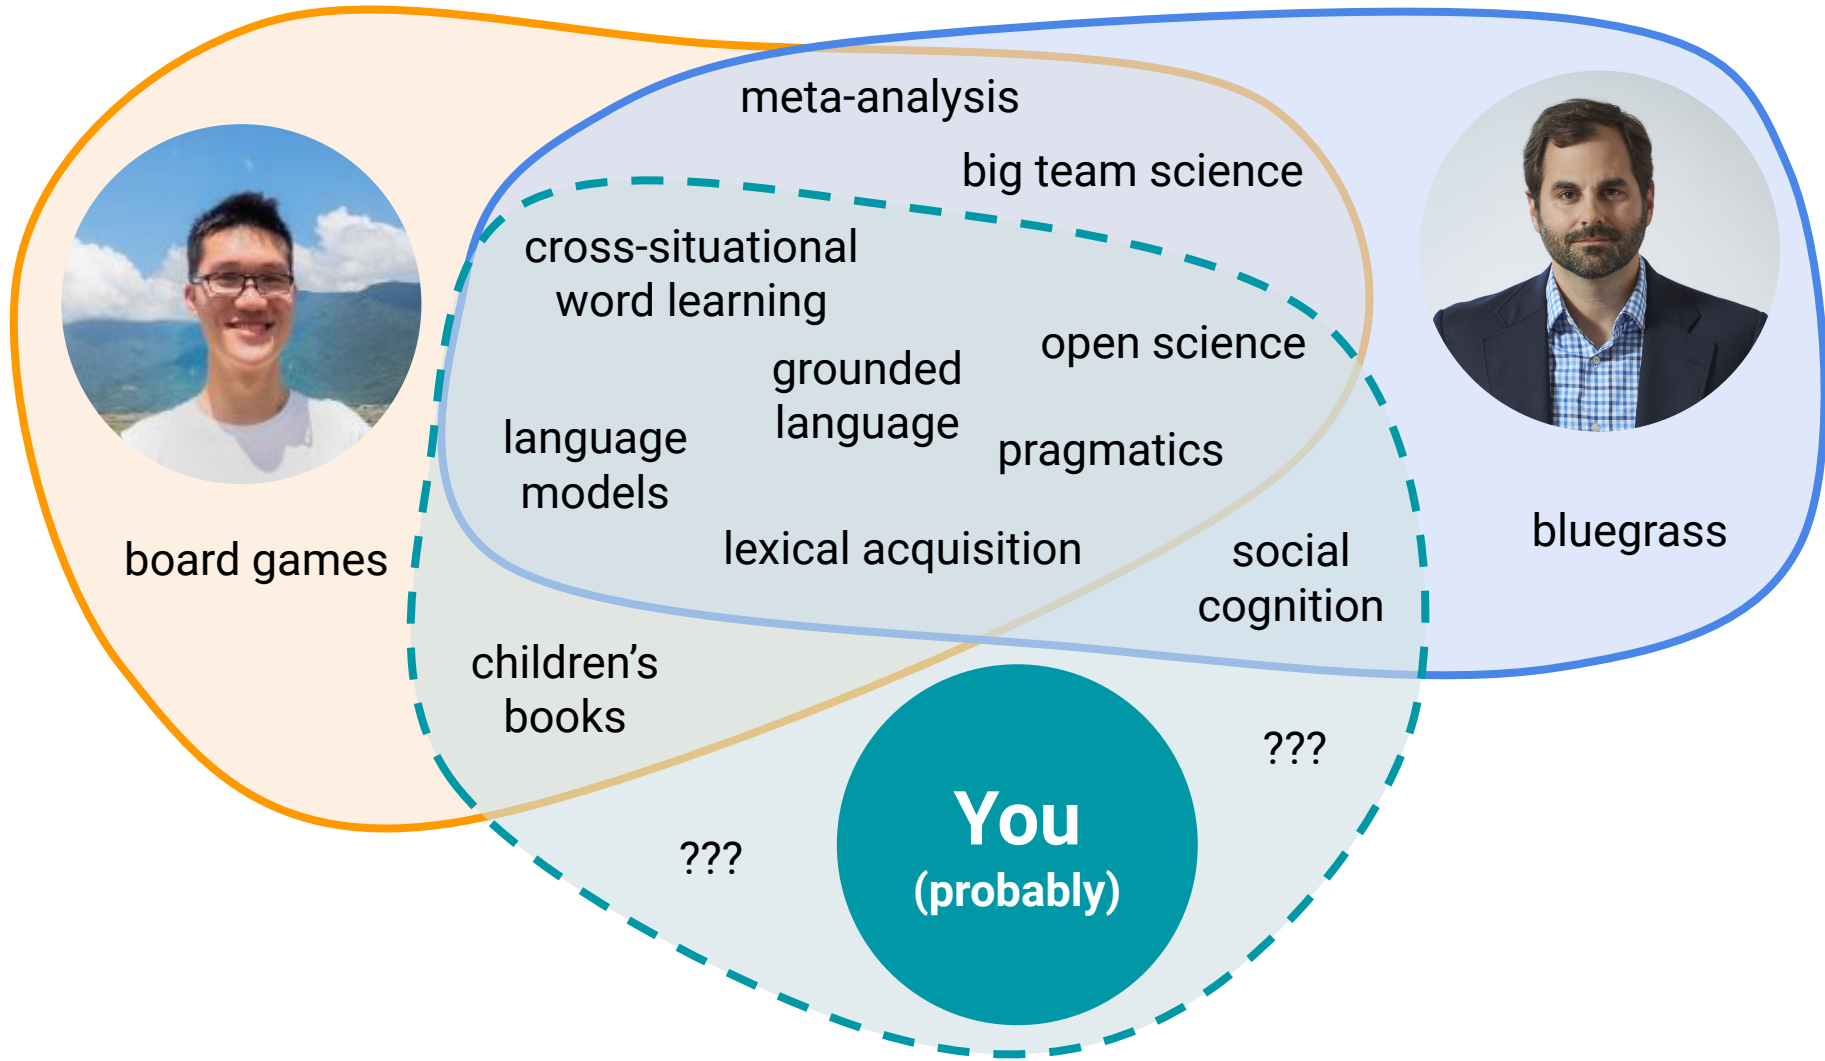 meta-analysis
big team science
cross-situational
word learning
open science
grounded
language
language
models
pragmatics
board games
lexical acquisition
social
cognition
bluegrass
children’s
books
???
???
You
(probably)